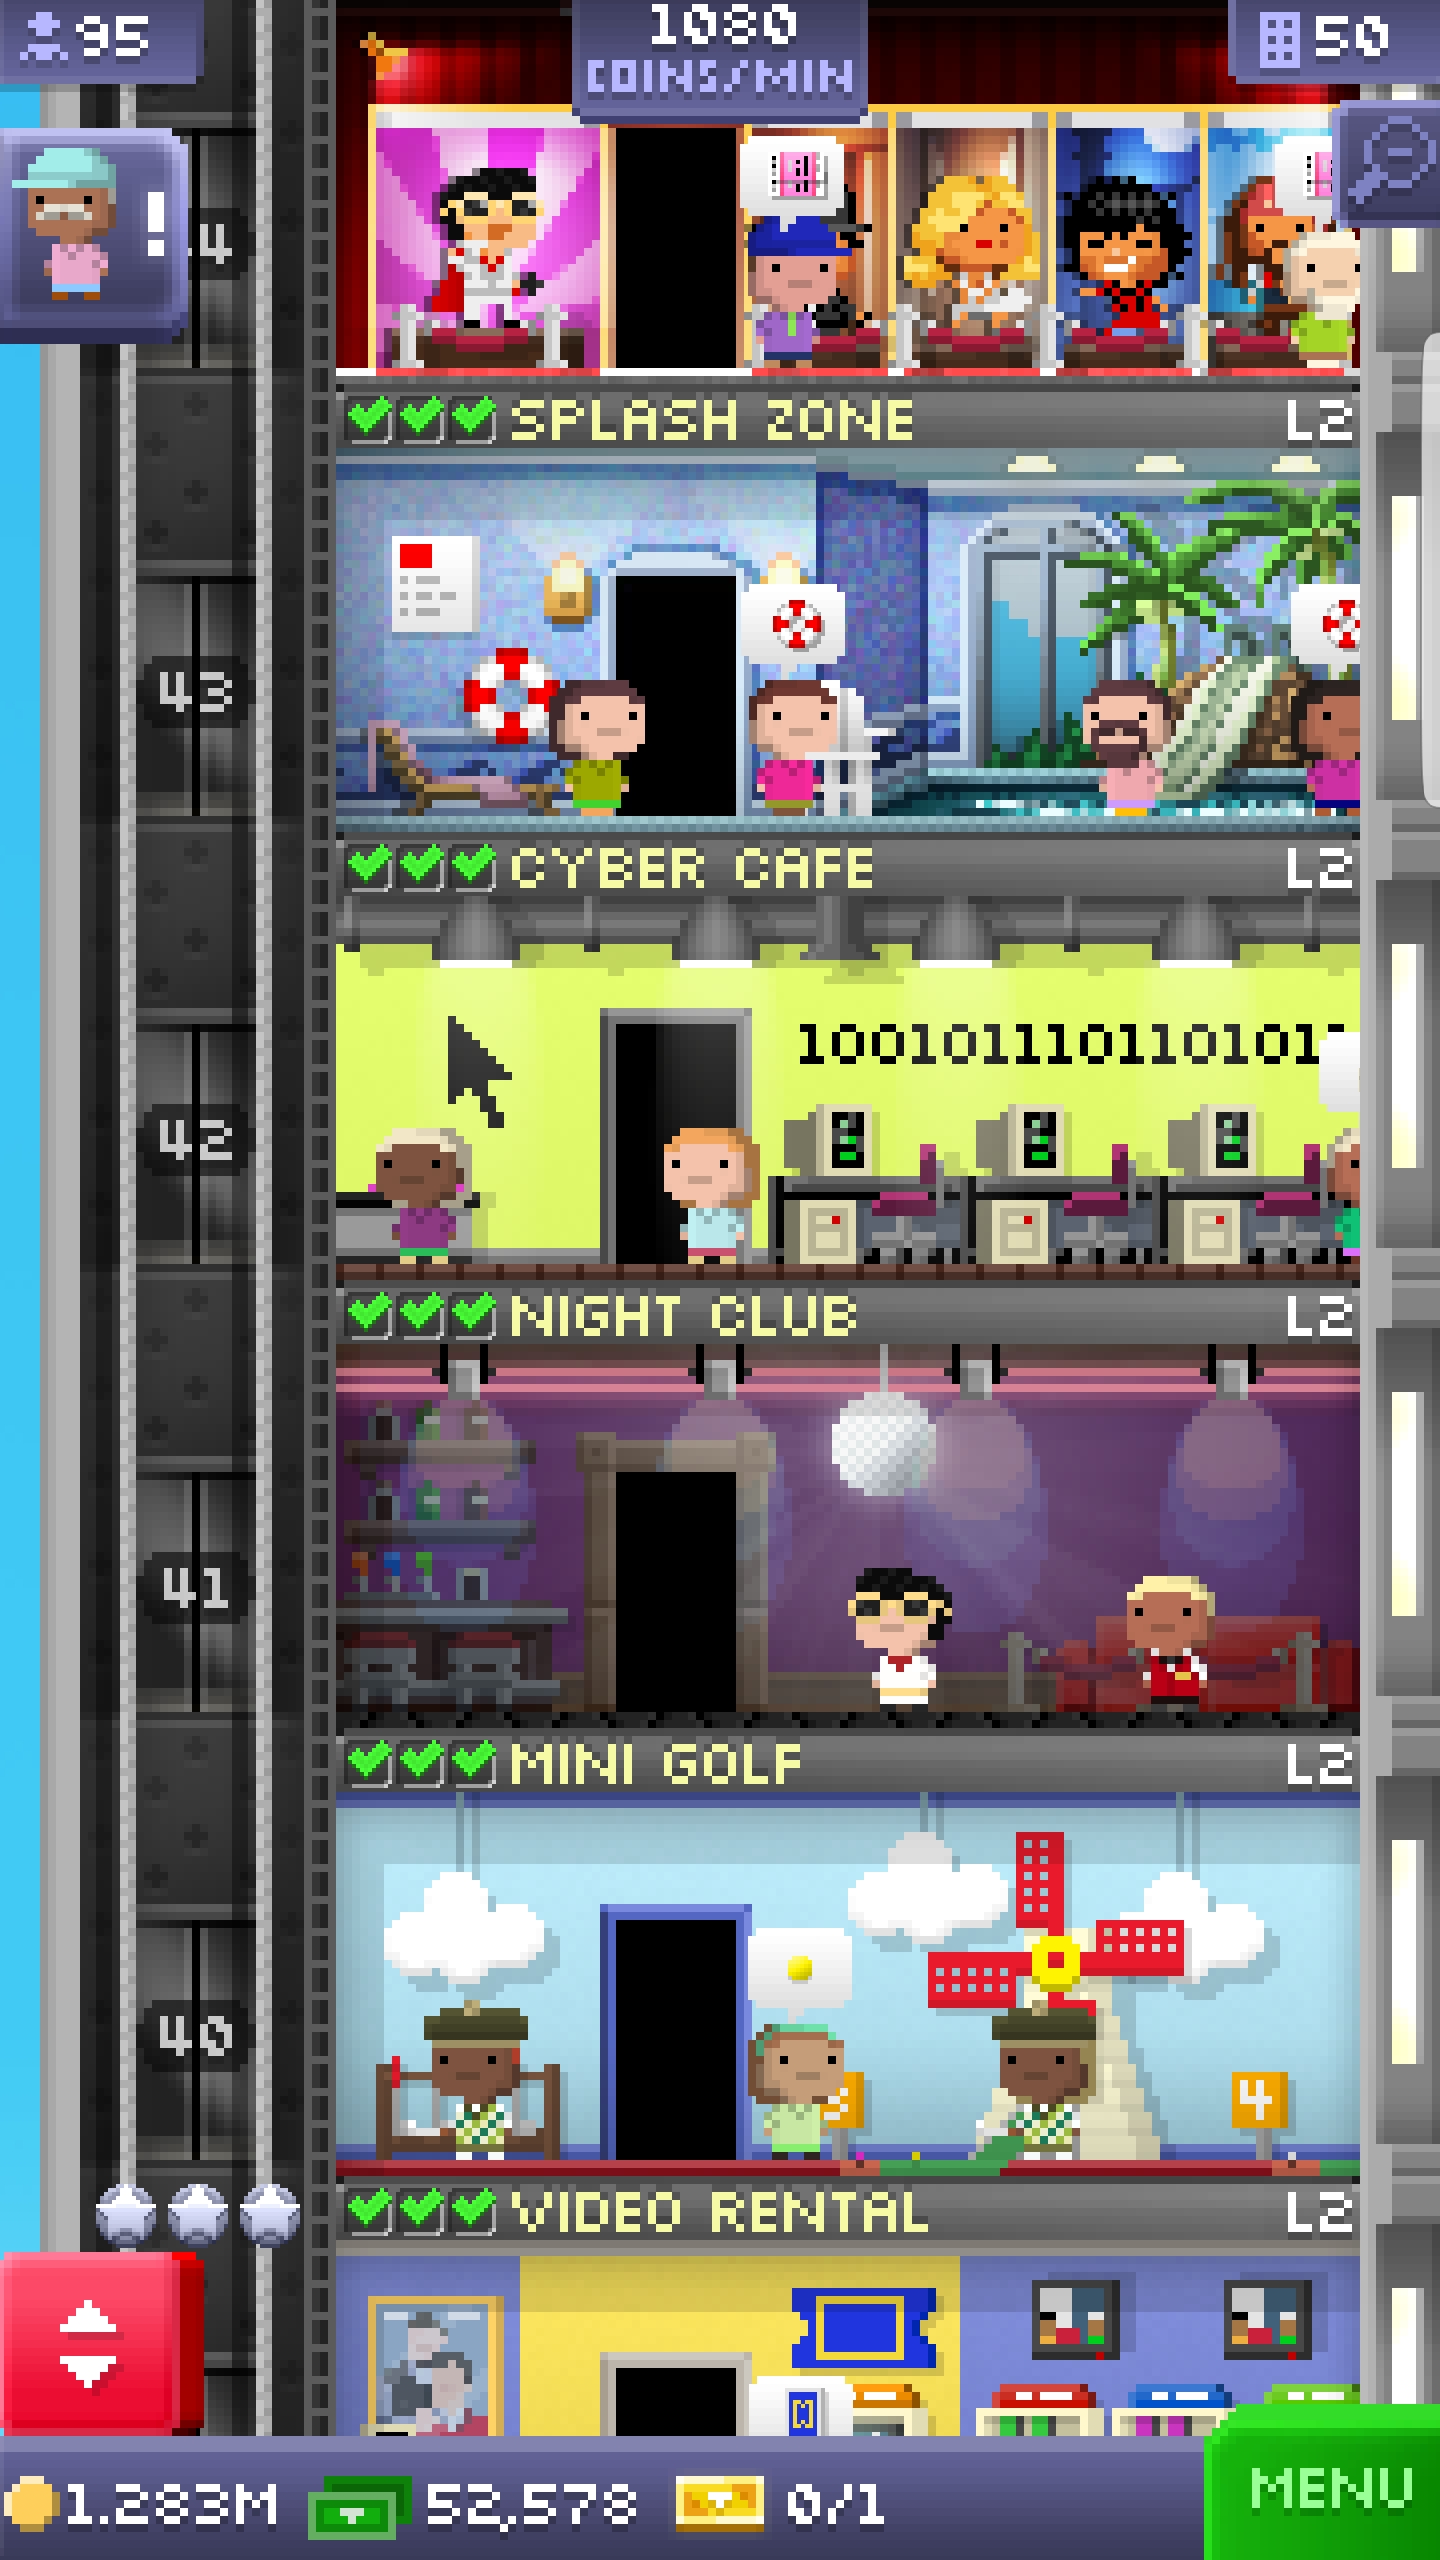 95
1080
COINS/MIN
50
!
4
SPLASH ZONE L2
43
CYBER CAFE L2
10010111011010101
42
NIGHT CLUB L2
41
MINI GOLF L2
40
4
VIDEO RENTAL L2
1.283M 52,578 0/1
MENU